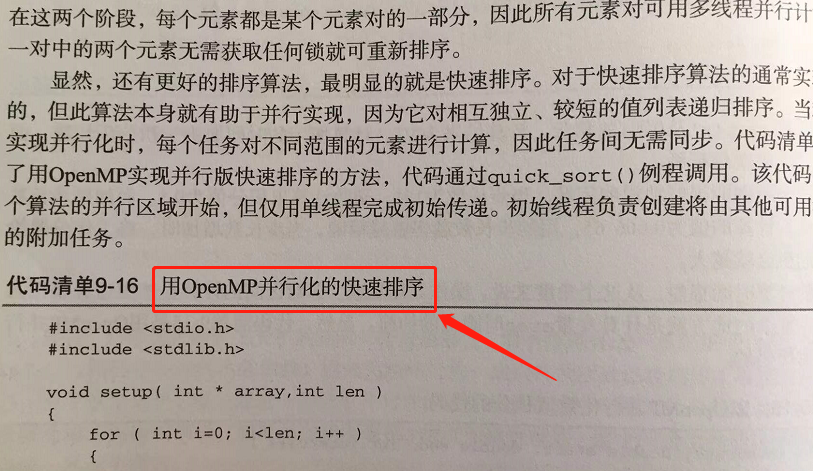 在这两个阶段，每个元素都是某个元素对的一部分，因此所有元素对可用多线程并行计
一对中的两个元素无需获取任何锁就可重新排序。
显然，还有更好的排序算法，最明显的就是快速排序。对于快速排序算法的通常实
的，但此算法本身就有助于并行实现，因为它对相互独立、较短的值列表递归排序。当
实现并行化时，每个任务对不同范围的元素进行计算，因此任务间无需同步。代码清单
了用OpenMP实现并行版快速排序的方法，代码通过quick_sort()例程调用。该代码
个算法的并行区域开始，但仅用单线程完成初始传递。初始线程负责创建将由其他可用
的附加任务。
代码清单9-16 用OpenMP并行化的快速排序
#include <stdio.h>
#include <stdlib.h>
void setup( int * array,int len )
{
for ( int i=0; i<len; i++ )
{